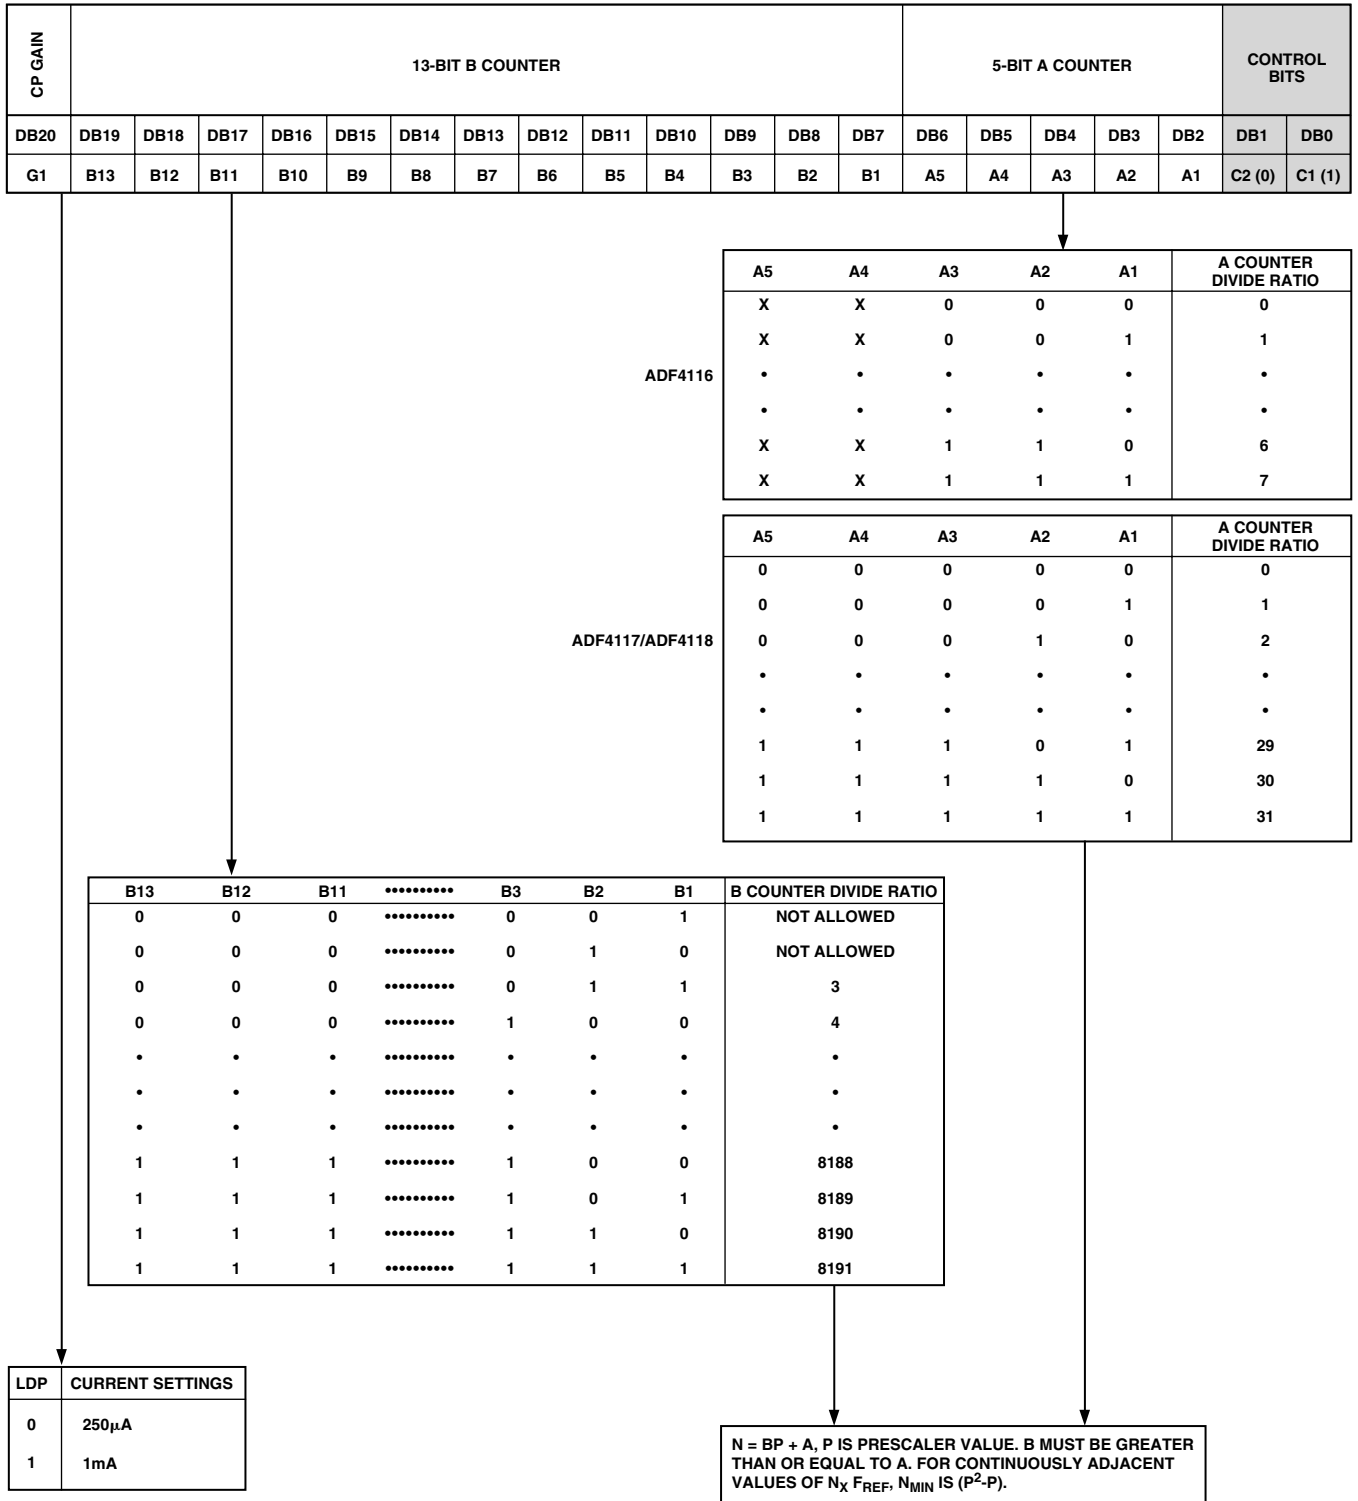 CP GAIN
13-BIT B COUNTER
5-BIT A COUNTER
CONTROL
BITS
DB20 DB19 DB18 DB17 DB16 DB15 DB14 DB13 DB12 DB11 DB10 DB9 DB8 DB7 DB6 DB5 DB4 DB3 DB2 DB1 DB0
G1 B13 B12 B11 B10 B9 B8 B7 B6 B5 B4 B3 B2 B1 A5 A4 A3 A2 A1 C2 (0) C1 (1)
ADF4116
A5 A4 A3 A2 A1 A COUNTER
DIVIDE RATIO
X X 0 0 0 0
X X 0 0 1 1
• • • • • •
• • • • • •
X X 1 1 0 6
X X 1 1 1 7
ADF4117/ADF4118
A5 A4 A3 A2 A1 A COUNTER
DIVIDE RATIO
0 0 0 0 0 0
0 0 0 0 1 1
0 0 0 1 0 2
• • • • • •
• • • • • •
1 1 1 0 1 29
1 1 1 1 0 30
1 1 1 1 1 31
B13 B12 B11 •••••••••• B3 B2 B1 B COUNTER DIVIDE RATIO
0 0 0 •••••••••• 0 0 1 NOT ALLOWED
0 0 0 •••••••••• 0 1 0 NOT ALLOWED
0 0 0 •••••••••• 0 1 1 3
0 0 0 •••••••••• 1 0 0 4
• • • •••••••••• • • • •
• • • •••••••••• • • • •
• • • •••••••••• • • • •
1 1 1 •••••••••• 1 0 0 8188
1 1 1 •••••••••• 1 0 1 8189
1 1 1 •••••••••• 1 1 0 8190
1 1 1 •••••••••• 1 1 1 8191
LDP CURRENT SETTINGS
0 250μA
1 1mA
N = BP + A, P IS PRESCALER VALUE. B MUST BE GREATER
THAN OR EQUAL TO A. FOR CONTINUOUSLY ADJACENT
VALUES OF NX FREF, NMIN IS (P²-P).